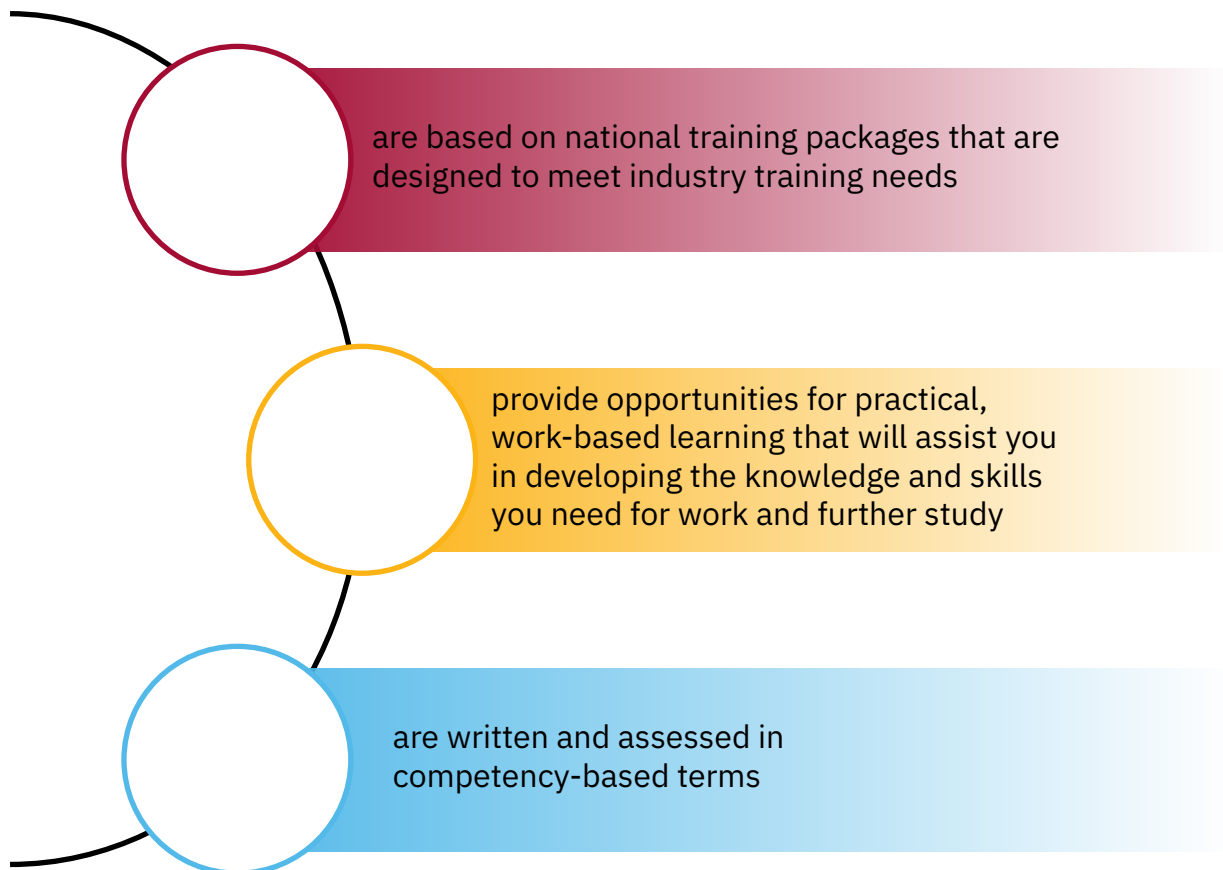 are based on national training packages that are
designed to meet industry training needs
provide opportunities for practical,
work-based learning that will assist you
in developing the knowledge and skills
you need for work and further study
are written and assessed in
competency-based terms